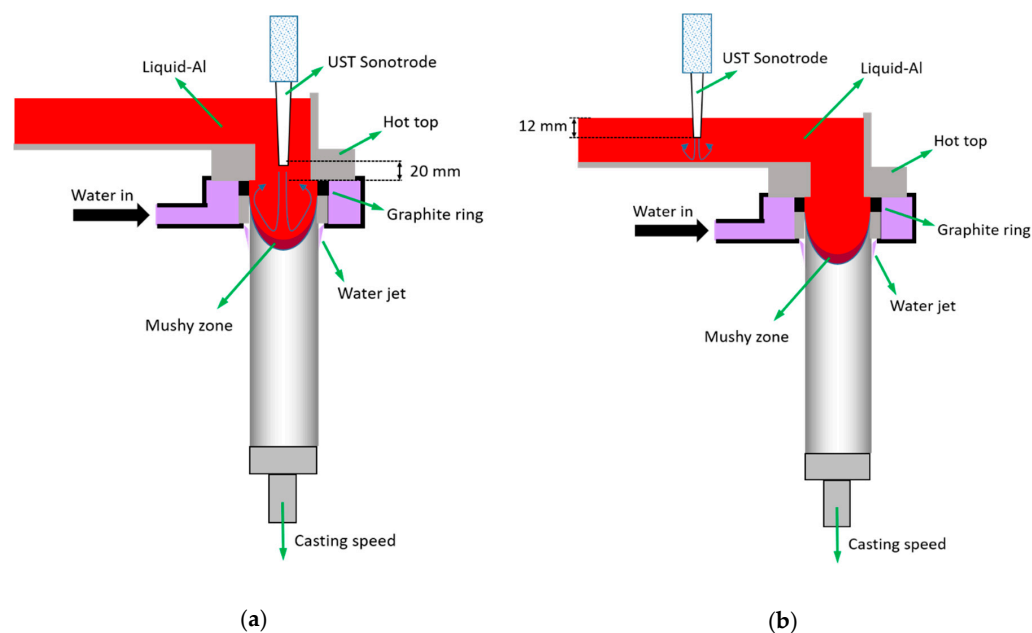 UST Sonotrode
Liquid-Al
Hot top
20 mm
Water in
Graphite ring
Water jet
Mushy zone
Casting speed
(a)
UST Sonotrode
Liquid-Al
12 mm
Hot top
Water in
Graphite ring
Water jet
Mushy zone
Casting speed
(b)